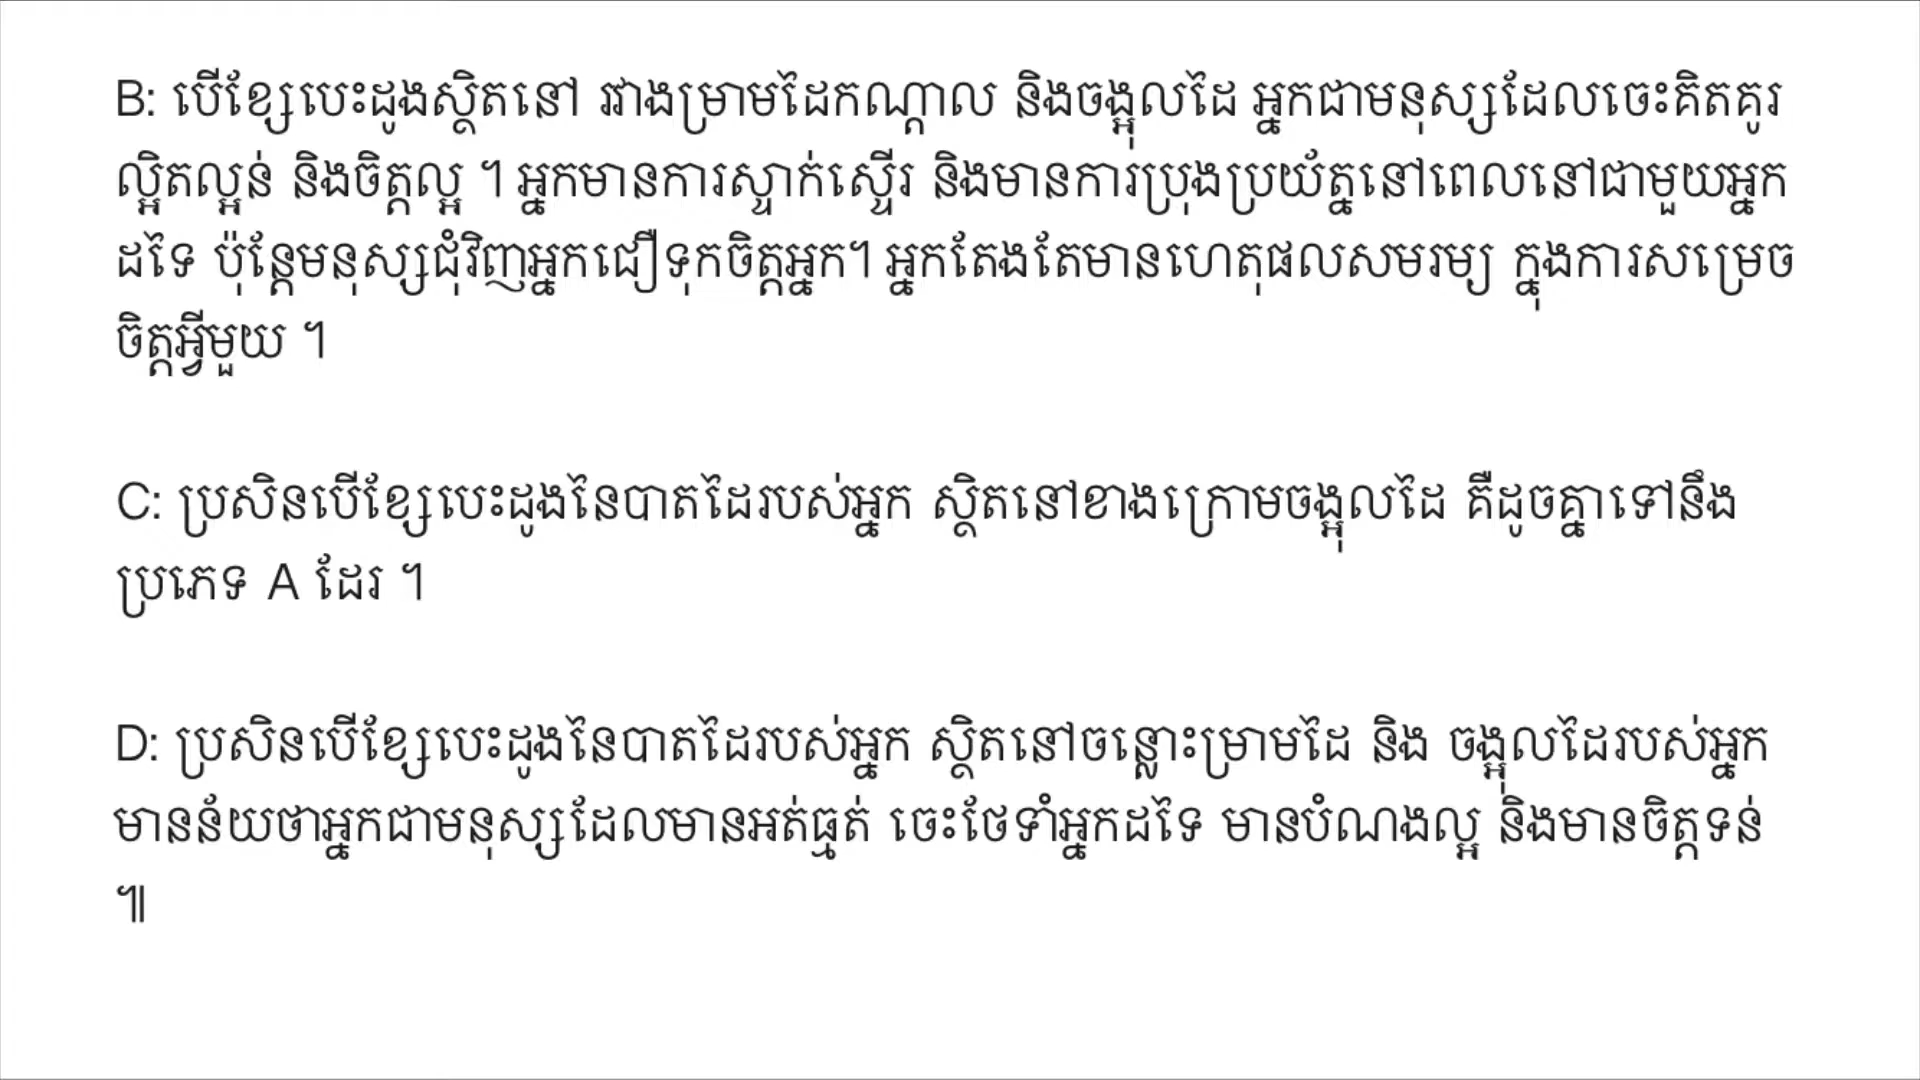 B: បើខ្សែបេះដូងស្ថិតនៅ រវាងម្រាមដៃកណ្តាល និងចង្អុលដៃ អ្នកជាមនុស្សដែលចេះគិតគូរ
ល្អិតល្អន់ និងចិត្តល្អ ។ អ្នកមានការស្ទាក់ស្ទើរ និងមានការប្រុងប្រយ័ត្ននៅពេលនៅជាមួយអ្នក
ដទៃ ប៉ុន្តែមនុស្សជុំវិញអ្នកជឿទុកចិត្តអ្នក។ អ្នកតែងតែមានហេតុផលសមរម្យ ក្នុងការសម្រេច
ចិត្តអ្វីមួយ ។
C: ប្រសិនបើខ្សែបេះដូងនៃបាតដៃរបស់អ្នក ស្ថិតនៅខាងក្រោមចង្អុលដៃ គឺដូចគ្នាទៅនឹង
ប្រភេទ A ដែរ ។
D: ប្រសិនបើខ្សែបេះដូងនៃបាតដៃរបស់អ្នក ស្ថិតនៅចន្លោះម្រាមដៃ និង ចង្អុលដៃរបស់អ្នក
មានន័យថាអ្នកជាមនុស្សដែលមានអត់ធ្មត់ ចេះថែទាំអ្នកដទៃ មានបំណងល្អ និងមានចិត្តទន់
៕